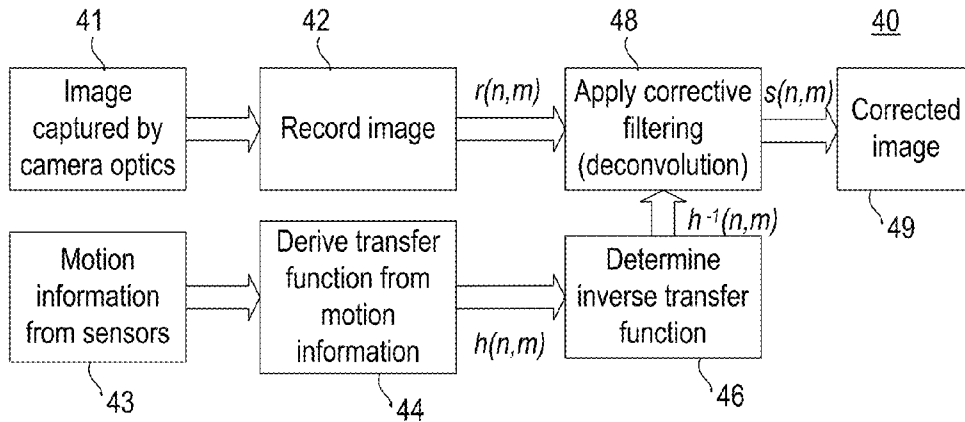 41
42
48
40
Image
captured by
camera optics
Record image
r(n,m)
Apply corrective
filtering
(deconvolution)
s(n,m)
Corrected
image
49
Motion
information
from sensors
43
Derive transfer
function from
motion
information
44
h(n,m)
h⁻¹(n,m)
Determine
inverse transfer
function
46